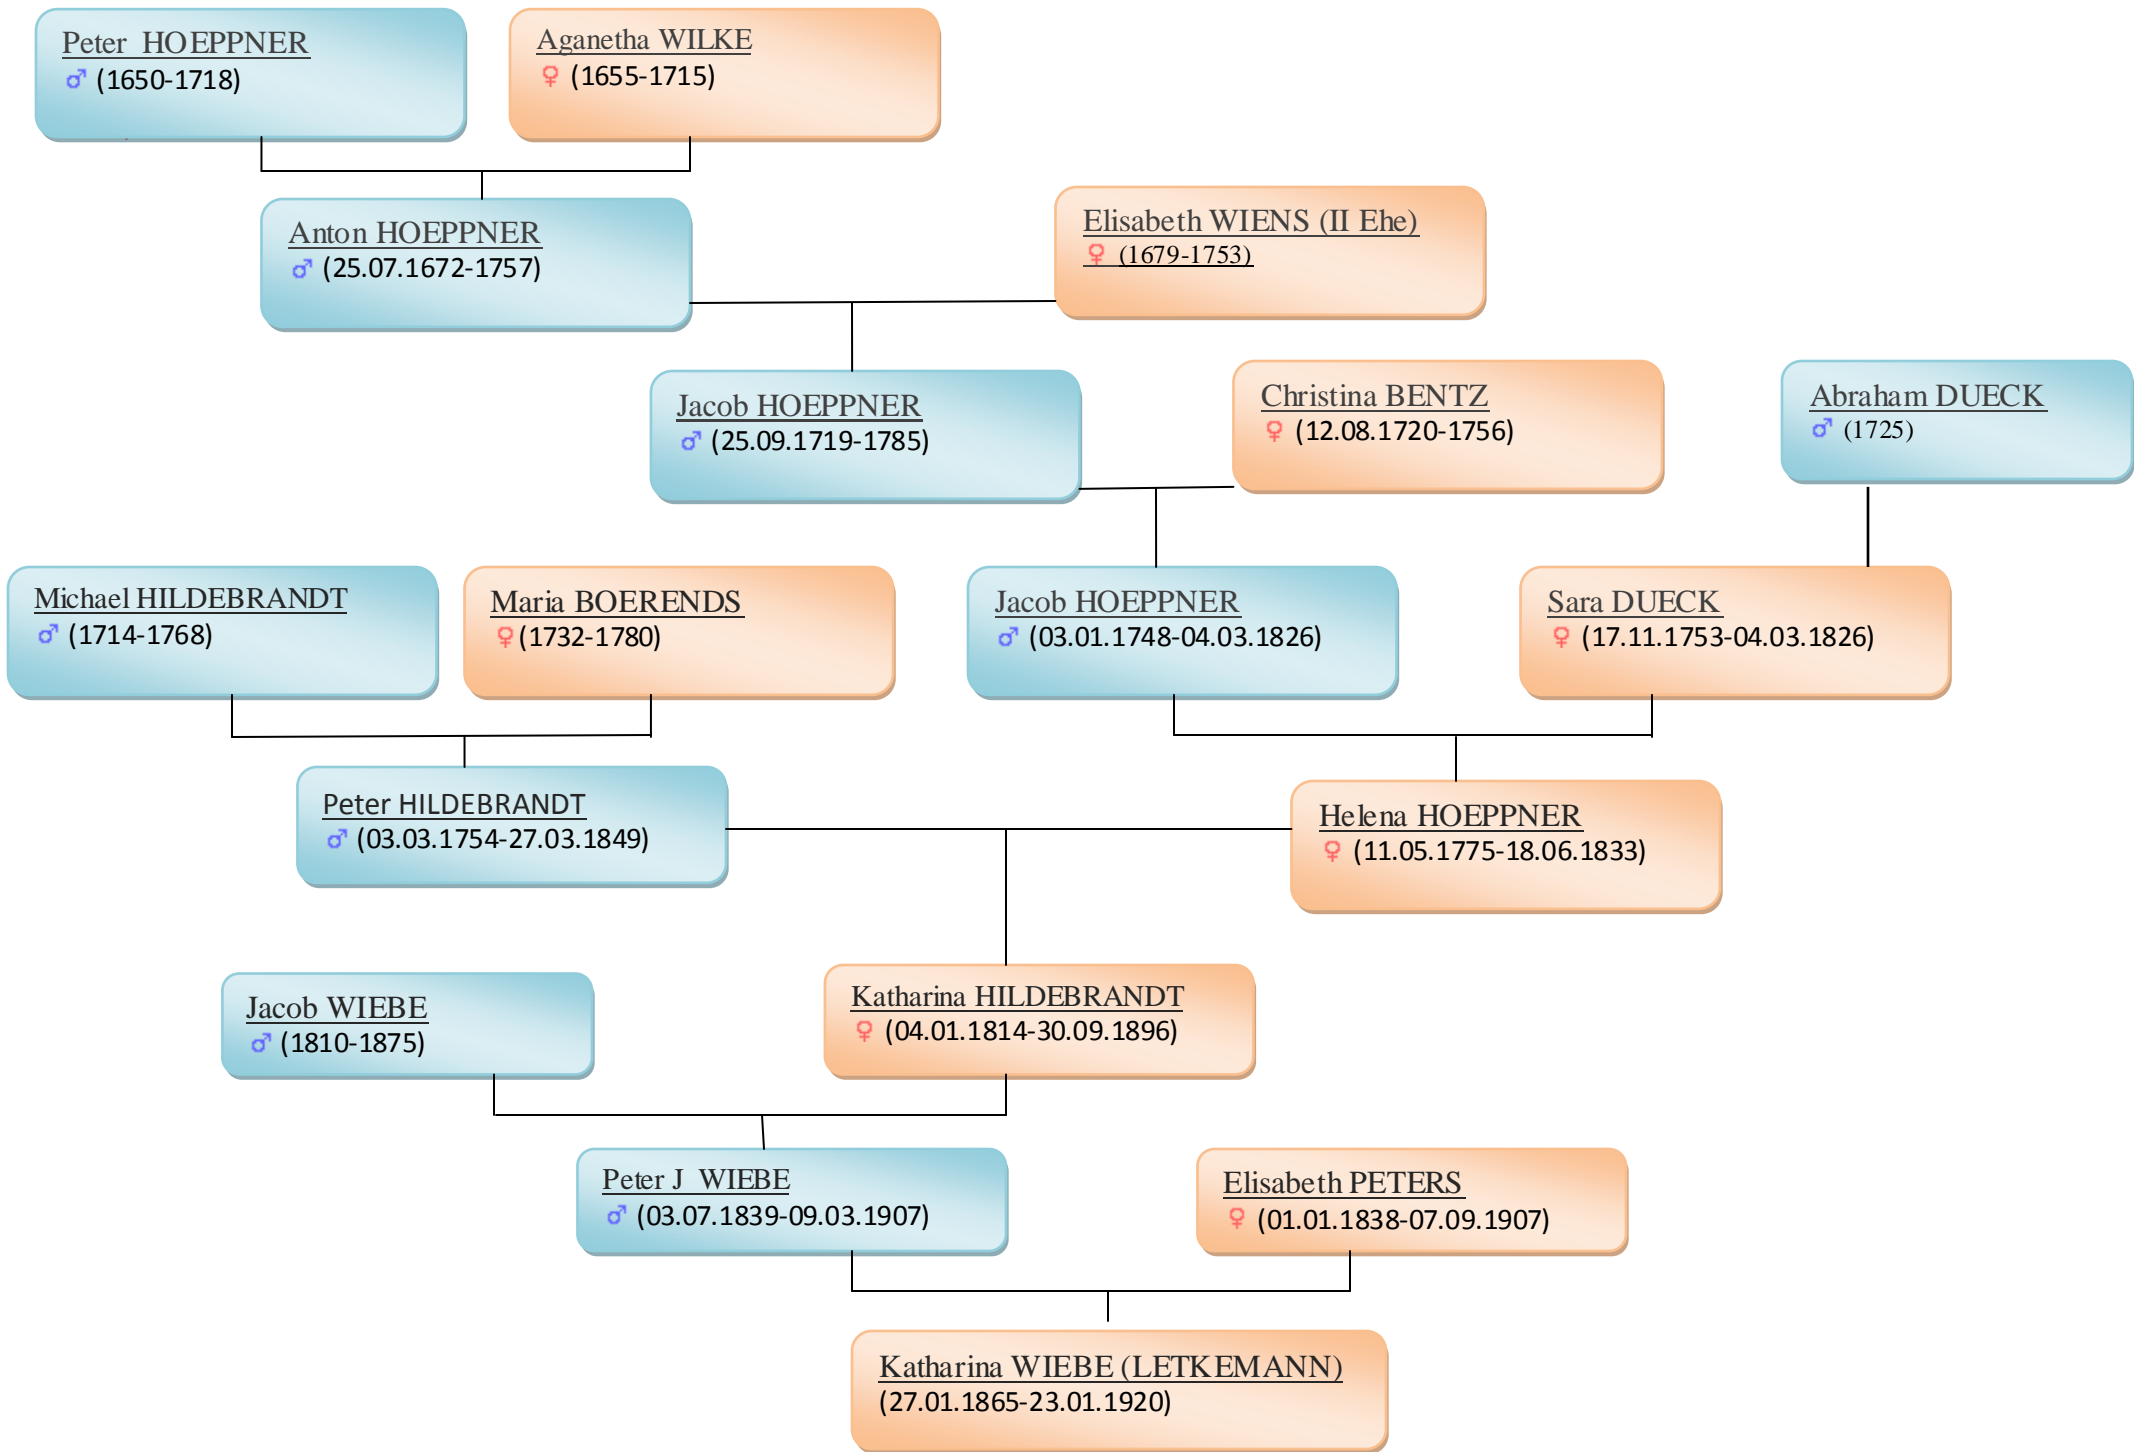 Peter HOEPPNER
♂ (1650-1718)
Aganetha WILKE
♀ (1655-1715)
Anton HOEPPNER
♂ (25.07.1672-1757)
Elisabeth WIENS (II Ehe)
♀ (1679-1753)
Jacob HOEPPNER
♂ (25.09.1719-1785)
Christina BENTZ
♀ (12.08.1720-1756)
Abraham DUECK
♂ (1725)
Michael HILDEBRANDT
♂ (1714-1768)
Maria BOERENDS
♀(1732-1780)
Jacob HOEPPNER
♂ (03.01.1748-04.03.1826)
Sara DUECK
♀ (17.11.1753-04.03.1826)
Peter HILDEBRANDT
♂ (03.03.1754-27.03.1849)
Helena HOEPPNER
♀ (11.05.1775-18.06.1833)
Jacob WIEBE
♂ (1810-1875)
Katharina HILDEBRANDT
♀ (04.01.1814-30.09.1896)
Peter J WIEBE
♂ (03.07.1839-09.03.1907)
Elisabeth PETERS
♀ (01.01.1838-07.09.1907)
Katharina WIEBE (LETKEMANN)
(27.01.1865-23.01.1920)